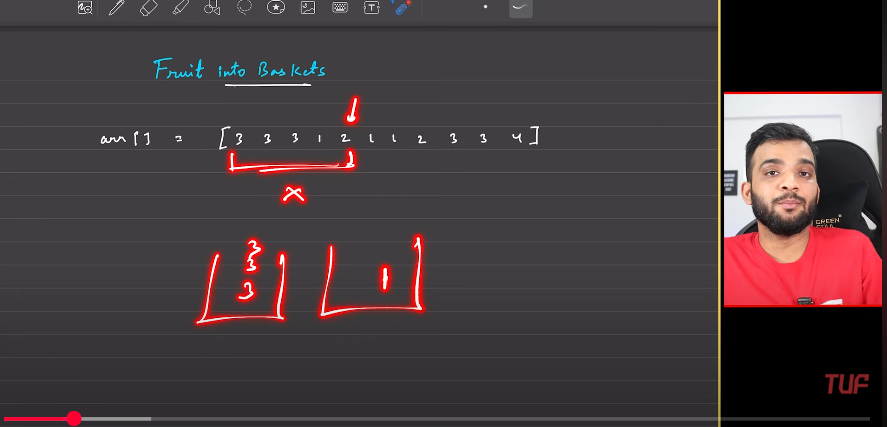 Fruit into Baskets
arr[] = [3 3 3 1 2 1 1 2 3 3 4]
x
3
3
3
1
GREEN
SOUL
TUF